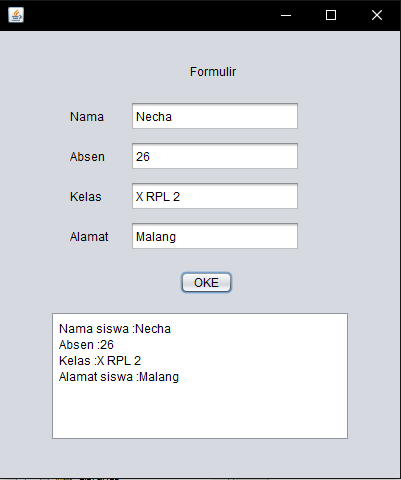 Formulir
Nama Necha
Absen 26
Kelas X RPL 2
Alamat Malang
OKE
Nama siswa :Necha
Absen :26
Kelas :X RPL 2
Alamat siswa :Malang